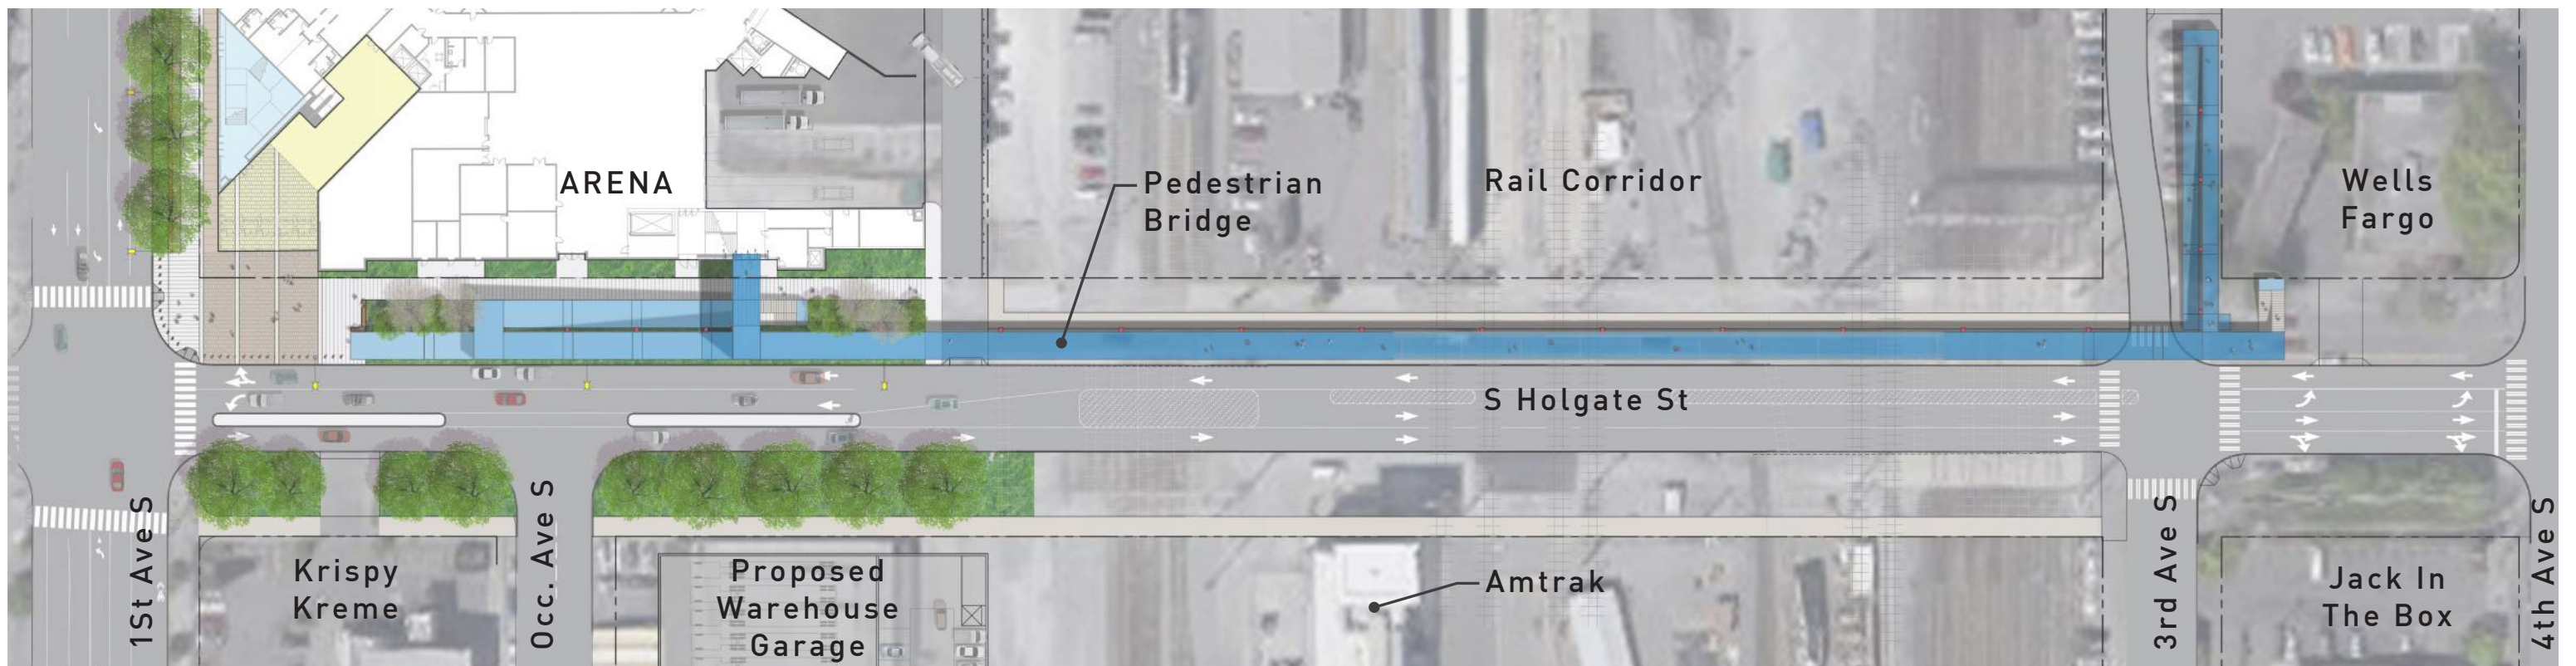 ARENA
Pedestrian
Bridge
Rail Corridor
Wells
Fargo
S Holgate St
1St Ave S
Krispy
Kreme
Occ. Ave S
Proposed
Warehouse
Garage
Amtrak
3rd Ave S
Jack In
The Box
4th Ave S